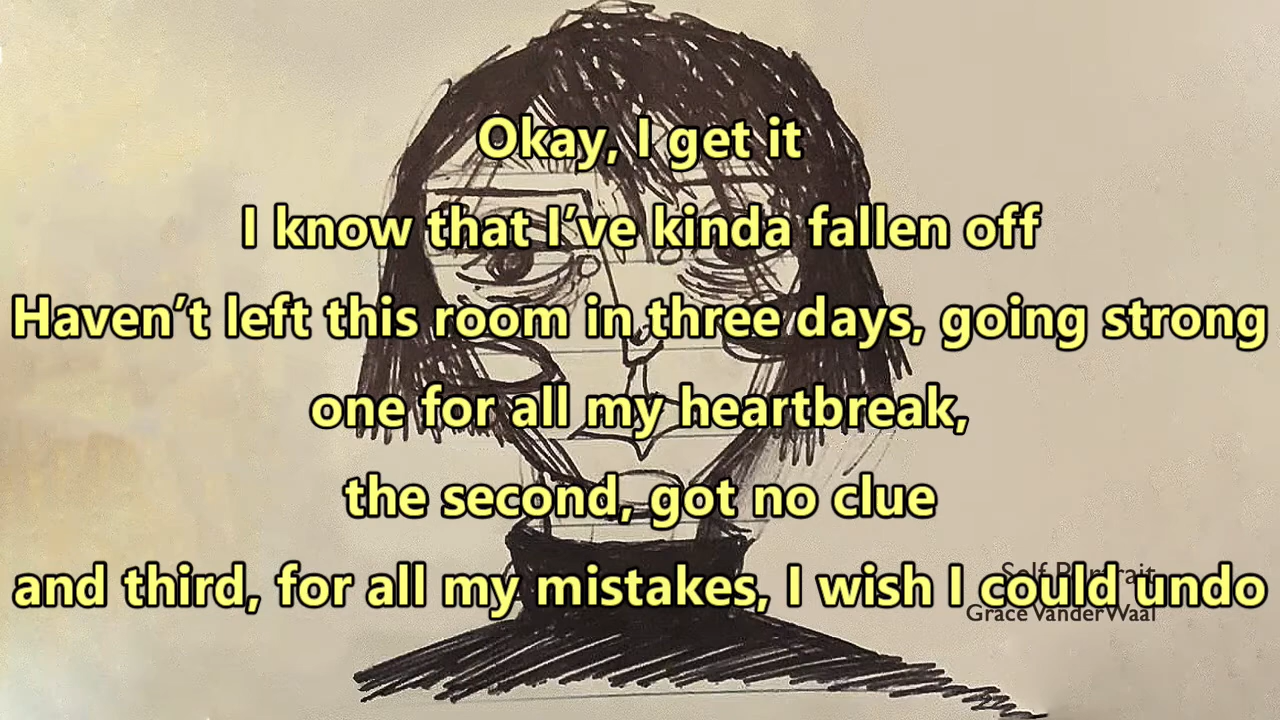 Okay, I get it
I know that I’ve kinda fallen off
Haven’t left this room in three days, going strong
one for all my heartbreak,
the second, got no clue
and third, for all my mistakes, I wish I could undo
Self Portrait
Grace VanderWaal